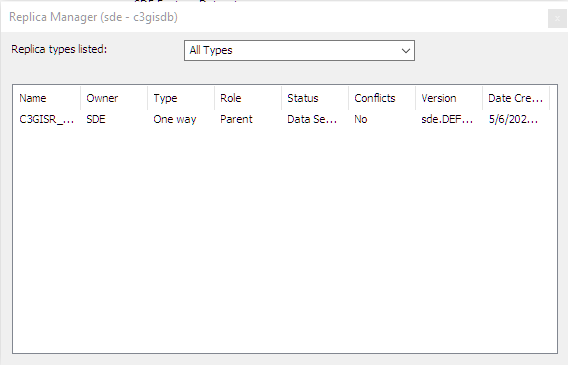 Replica Manager (sde - c3gisdb)
x
Replica types listed: All Types
Name Owner Type Role Status Conflicts Version Date Cre...
C3GISR_... SDE One way Parent Data Se... No sde.DEF... 5/6/202...